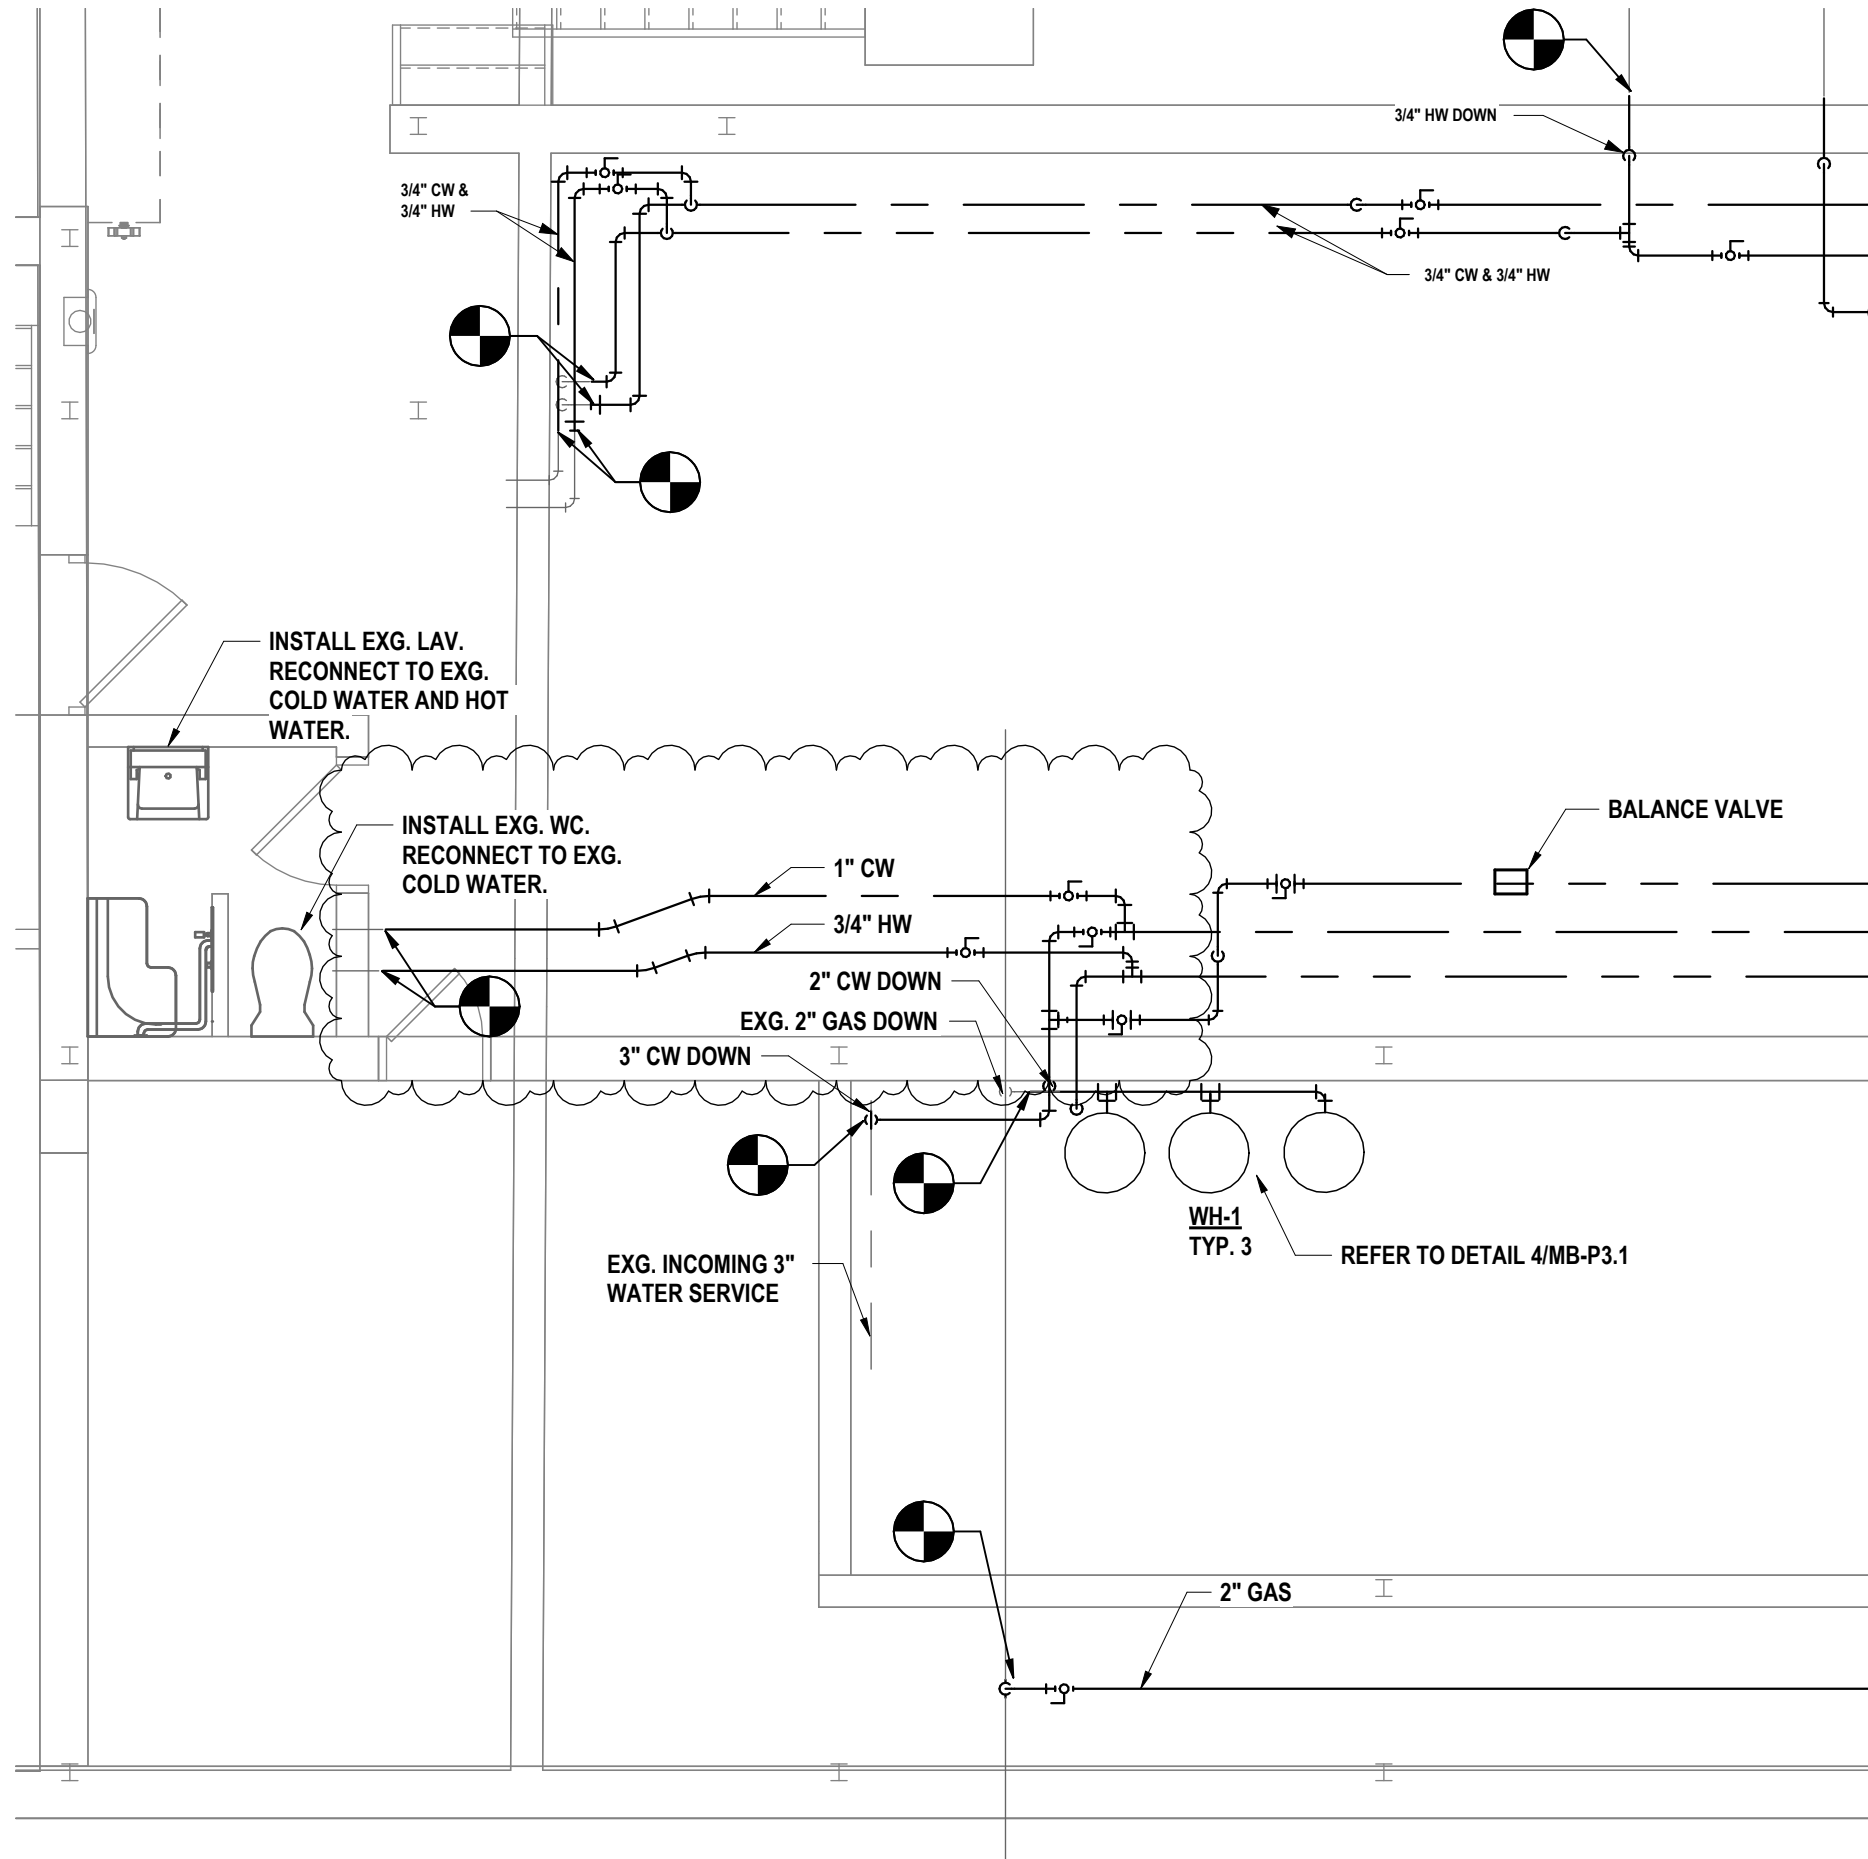 3/4" HW DOWN
3/4" CW &
3/4" HW
3/4" CW & 3/4" HW
INSTALL EXG. LAV.
RECONNECT TO EXG.
COLD WATER AND HOT
WATER.
BALANCE VALVE
INSTALL EXG. WC.
RECONNECT TO EXG.
COLD WATER.
1" CW
3/4" HW
2" CW DOWN
EXG. 2" GAS DOWN
3" CW DOWN
WH-1
TYP. 3
REFER TO DETAIL 4/MB-P3.1
EXG. INCOMING 3"
WATER SERVICE
2" GAS